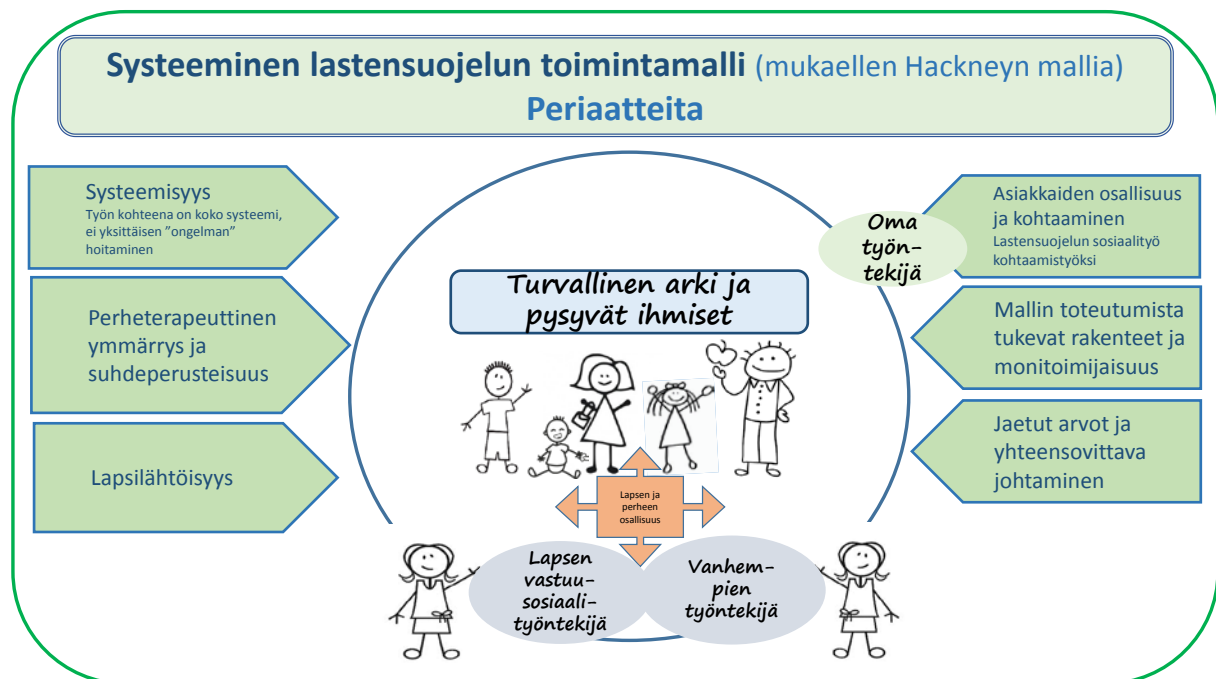 Systeeminen lastensuojelun toimintamalli (mukaellen Hackneyn mallia)
Periaatteita
Systeemisyys
Työn kohteena on koko systeemi,
ei yksittäisen ”ongelman”
hoitaminen
Perheterapeuttinen
ymmärrys ja
suhdeperusteisuus
Lapsilähtöisyys
Turvallinen arki ja
pysyvät ihmiset
Lapsen ja
perheen
osallisuus
Lapsen
vastuu-
sosiaali-
työntekijä
Vanhem-
pien
työntekijä
Oma
työn-
tekijä
Asiakkaiden osallisuus
ja kohtaaminen
Lastensuojelun sosiaalityö
kohtaamistyöksi
Mallin toteutumista
tukevat rakenteet ja
monitoimijaisuus
Jaetut arvot ja
yhteensovittava
johtaminen